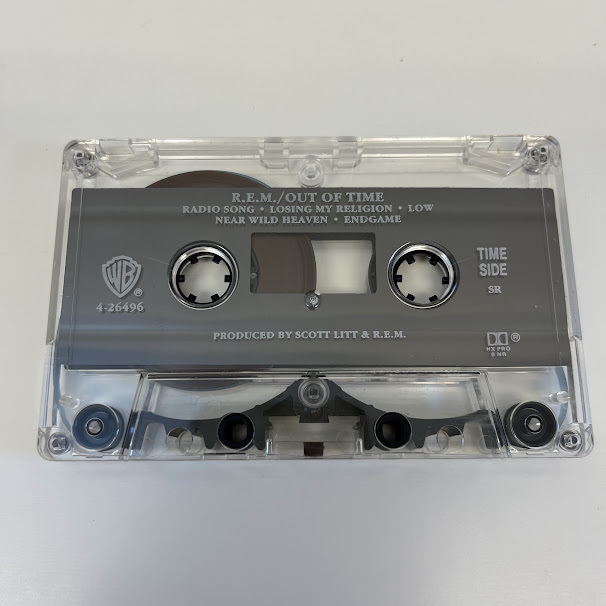 R.E.M./OUT OF TIME
RADIO SONG • LOSING MY RELIGION • LOW
NEAR WILD HEAVEN • ENDGAME
WB®
4-26496
TIME
SIDE
SR
PRODUCED BY SCOTT LITT & R.E.M.
®
HX PRO
B NR